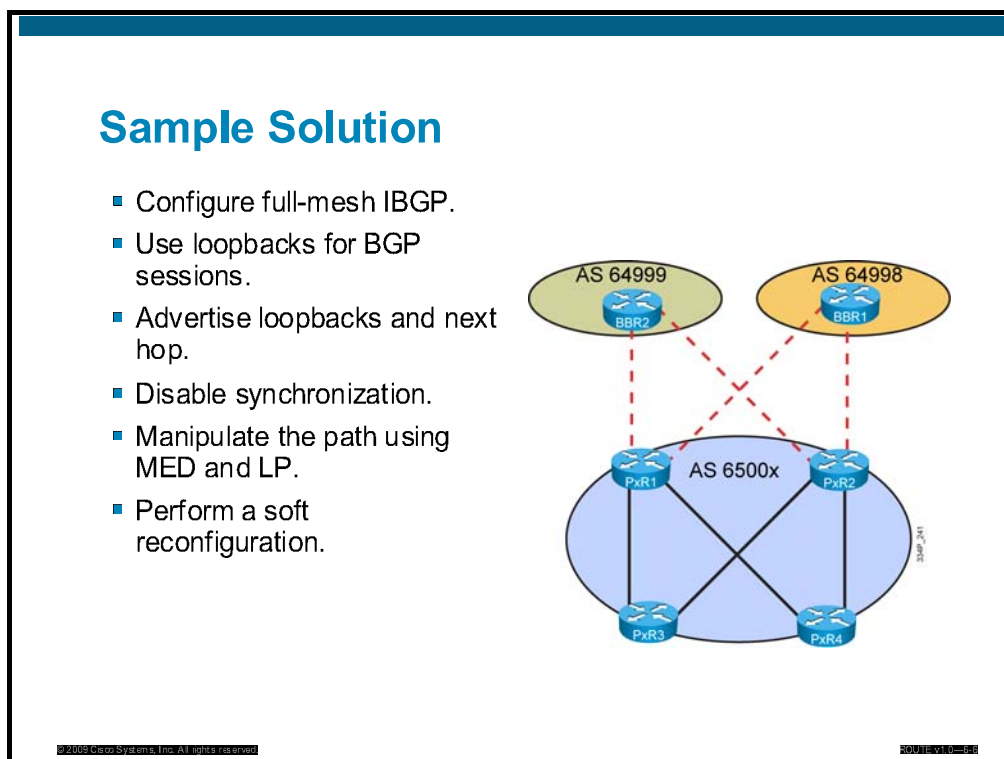 Sample Solution
Configure full-mesh IBGP.
Use loopbacks for BGP
sessions.
Advertise loopbacks and next
hop.
Disable synchronization.
Manipulate the path using
MED and LP.
Perform a soft
reconfiguration.
AS 64999
AS 64998
BBR2
BBR1
AS 6500x
PxR1
PxR2
PxR3
PxR4
334P_241
© 2009 Cisco Systems, Inc. All rights reserved.
ROUTE v1.0—6-6